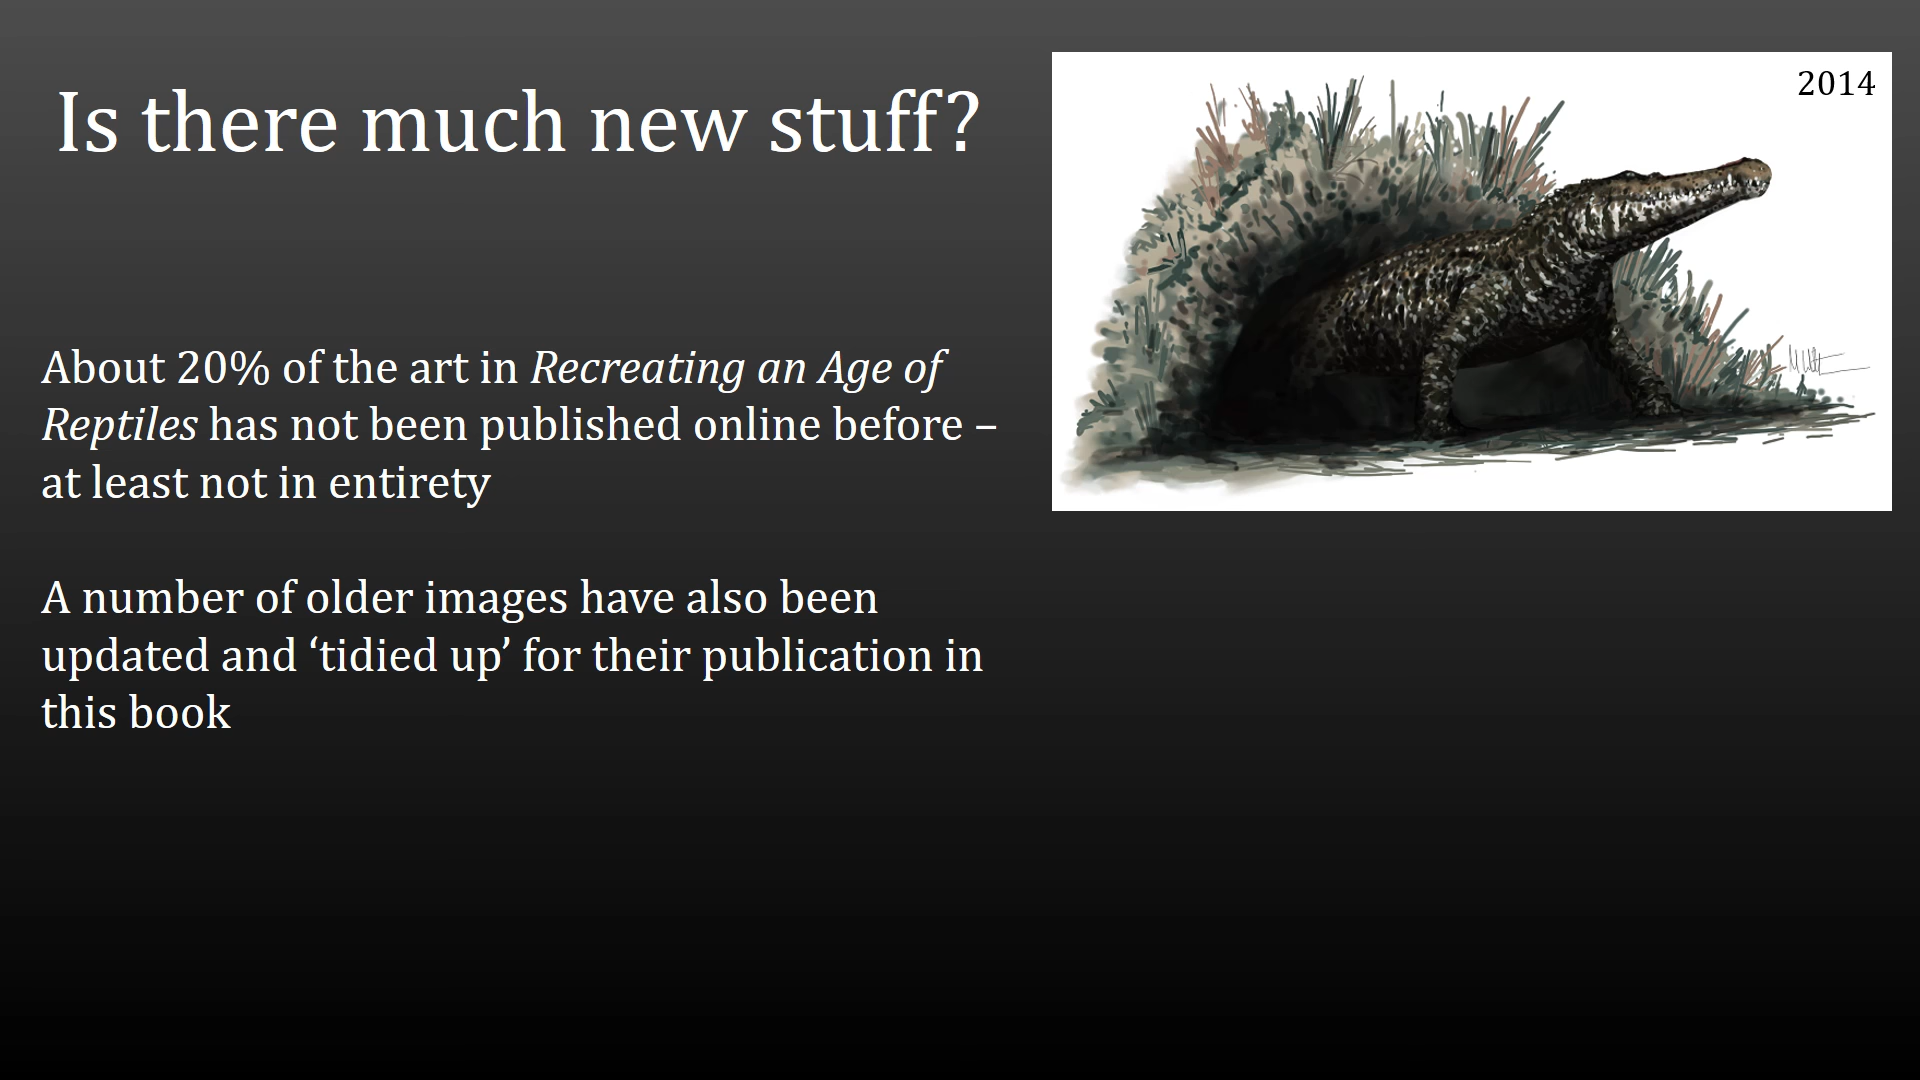 Is there much new stuff?
2014
About 20% of the art in Recreating an Age of
Reptiles has not been published online before –
at least not in entirety
A number of older images have also been
updated and ‘tidied up’ for their publication in
this book